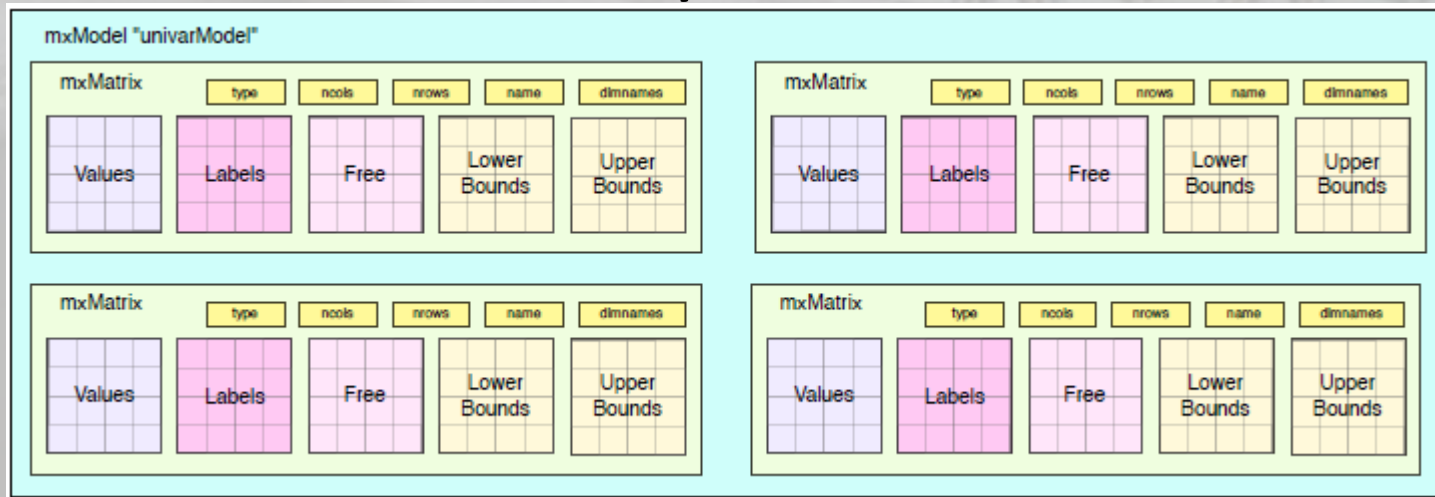 mxModel "univarModel"
mxMatrix type ncols nrows name dimnames
Values Labels Free Lower Bounds Upper Bounds
mxMatrix type ncols nrows name dimnames
Values Labels Free Lower Bounds Upper Bounds
mxMatrix type ncols nrows name dimnames
Values Labels Free Lower Bounds Upper Bounds
mxMatrix type ncols nrows name dimnames
Values Labels Free Lower Bounds Upper Bounds